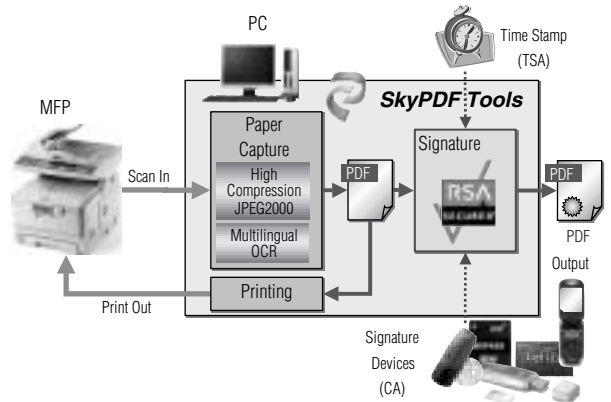 PC
Time Stamp
(TSA)
SkyPDF Tools
MFP
Paper
Capture
High
Compression
JPEG2000
Multilingual
OCR
Scan In
PDF
Signature
RSA
SECURED
PDF
PDF
Output
Printing
Print Out
Signature
Devices
(CA)